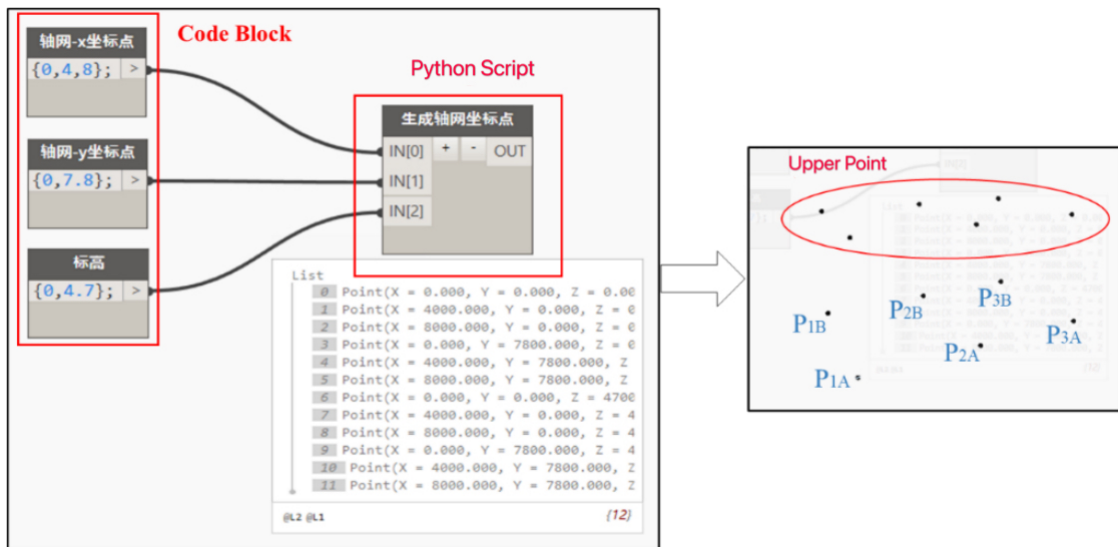 Code Block
轴网-x坐标点
{0,4,8}; >
轴网-y坐标点
{0,7.8}; >
标高
{0,4.7}; >
Python Script
生成轴网坐标点
IN[0] + - OUT
IN[1]
IN[2]
List
0 Point(X = 0.000, Y = 0.000, Z = 0.00
1 Point(X = 4000.000, Y = 0.000, Z = 0
2 Point(X = 8000.000, Y = 0.000, Z = 0
3 Point(X = 0.000, Y = 7800.000, Z = 0
4 Point(X = 4000.000, Y = 7800.000, Z
5 Point(X = 8000.000, Y = 7800.000, Z
6 Point(X = 0.000, Y = 0.000, Z = 4700
7 Point(X = 4000.000, Y = 0.000, Z = 4
8 Point(X = 8000.000, Y = 0.000, Z = 4
9 Point(X = 0.000, Y = 7800.000, Z = 4
10 Point(X = 4000.000, Y = 7800.000, Z
11 Point(X = 8000.000, Y = 7800.000, Z
@L2 @L1 {12}
Upper Point
P3B
P2B
P1B
P3A
P2A
P1A